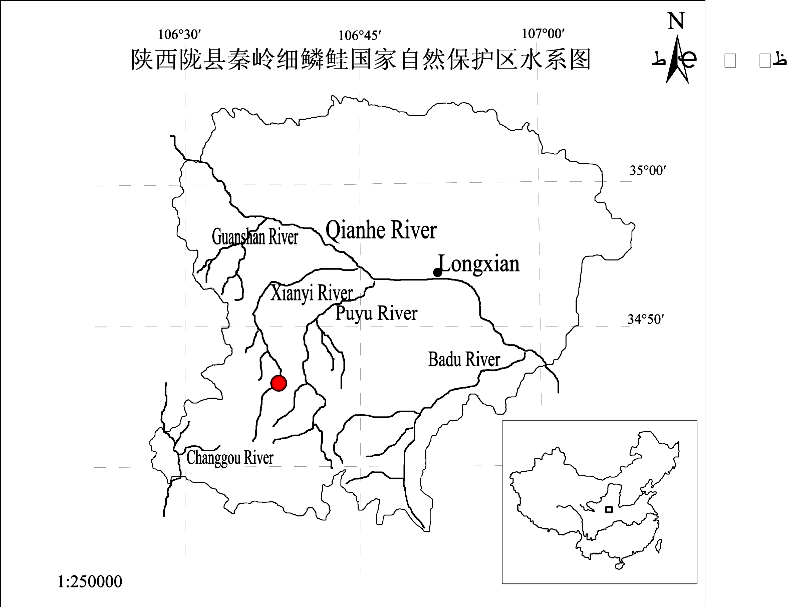 N
106°30′ 106°45′ 107°00′
陕西陇县秦岭细鳞鲑国家自然保护区水系图
35°00′
Guanshan River
Qianhe River
Longxian
Xianyi River
Puyu River
34°50′
Badu River
Changgou River
1:250000